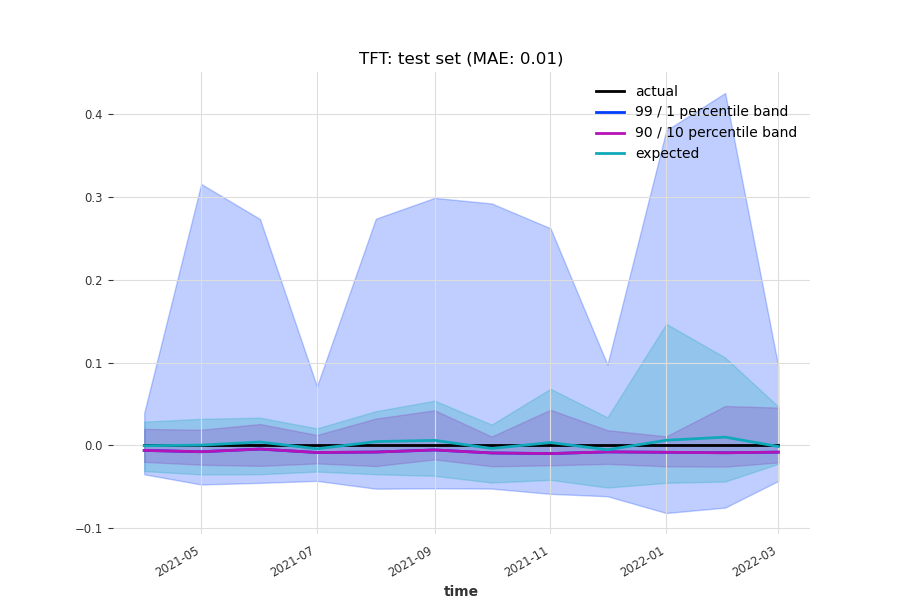 TFT: test set (MAE: 0.01)
actual
99 / 1 percentile band
90 / 10 percentile band
expected
0.4
0.3
0.2
0.1
0.0
−0.1
2021-05
2021-07
2021-09
2021-11
2022-01
2022-03
time